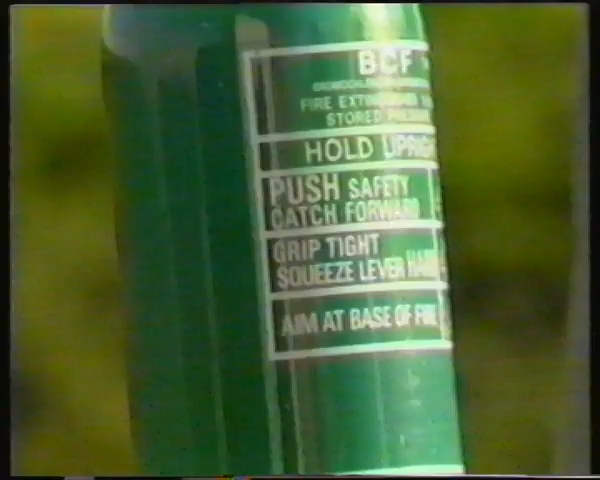 BCF
FIRE EXTINGUISHER
STORED PRESSURE
HOLD UPRIGHT
PUSH SAFETY
CATCH FORWARD
GRIP TIGHT
SQUEEZE LEVER HARD
AIM AT BASE OF FIRE